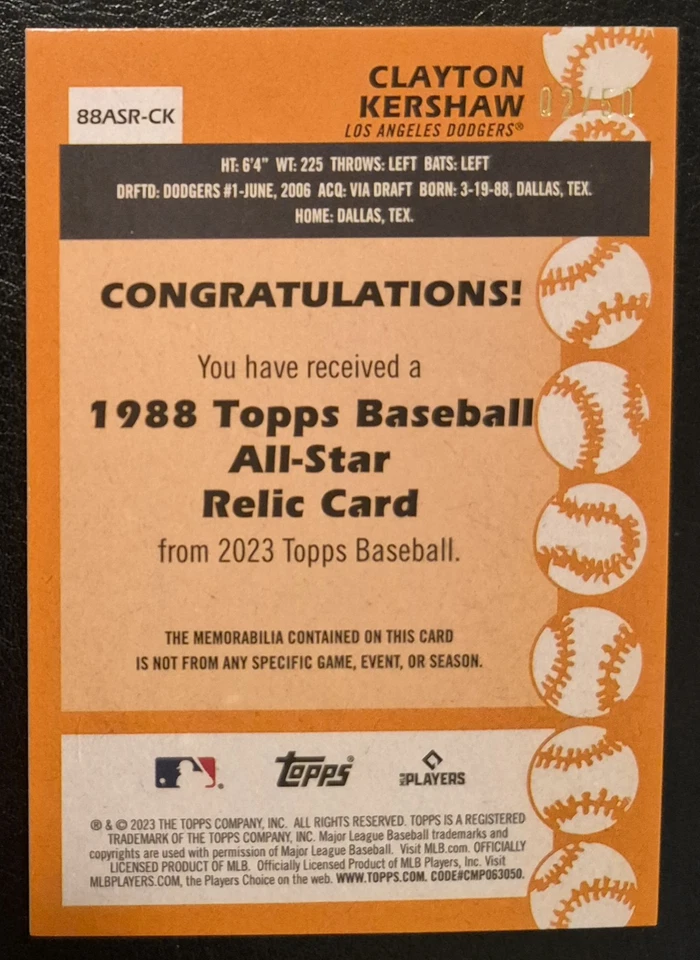 88ASR-CK
CLAYTON
KERSHAW
02/50
LOS ANGELES DODGERS®
HT: 6'4" WT: 225 THROWS: LEFT BATS: LEFT
DRFTD: DODGERS #1-JUNE, 2006 ACQ: VIA DRAFT BORN: 3-19-88, DALLAS, TEX.
HOME: DALLAS, TEX.
CONGRATULATIONS!
You have received a
1988 Topps Baseball
All-Star
Relic Card
from 2023 Topps Baseball.
THE MEMORABILIA CONTAINED ON THIS CARD
IS NOT FROM ANY SPECIFIC GAME, EVENT, OR SEASON.
Topps®
PLAYERS
® & © 2023 THE TOPPS COMPANY, INC. ALL RIGHTS RESERVED. TOPPS IS A REGISTERED
TRADEMARK OF THE TOPPS COMPANY, INC. Major League Baseball trademarks and
copyrights are used with permission of Major League Baseball. Visit MLB.com. OFFICIALLY
LICENSED PRODUCT OF MLB. Officially Licensed Product of MLB Players, Inc. Visit
MLBPLAYERS.COM, the Players Choice on the web. WWW.TOPPS.COM. CODE#CMP063050.